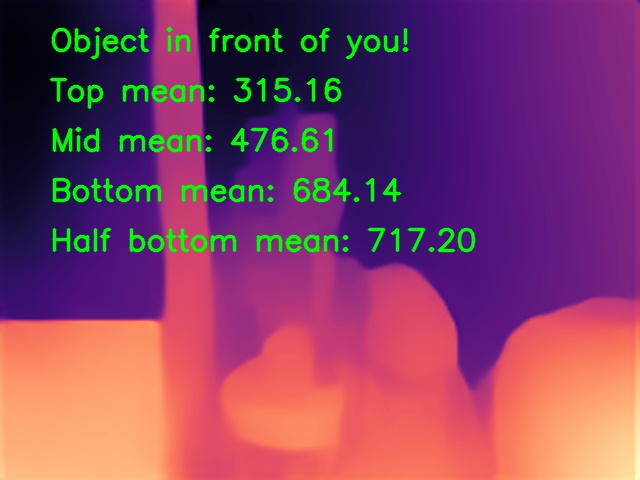 Object in front of you!
Top mean: 315.16
Mid mean: 476.61
Bottom mean: 684.14
Half bottom mean: 717.20